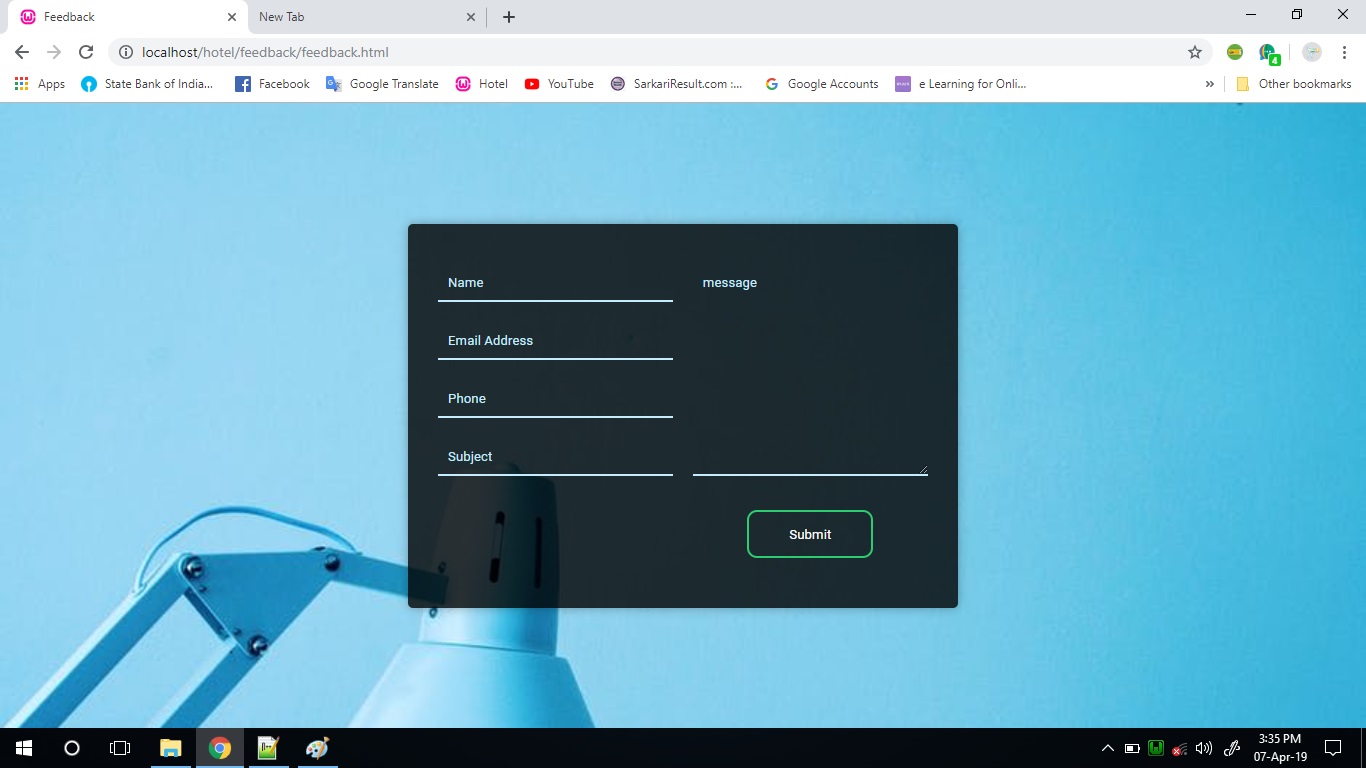 Feedback
New Tab
localhost/hotel/feedback/feedback.html
4
Apps
State Bank of India...
Facebook
Google Translate
Hotel
YouTube
SarkariResult.com :...
Google Accounts
e Learning for Onli...
»
Other bookmarks
Name
message
Email Address
Phone
Subject
Submit
3:35 PM
07-Apr-19